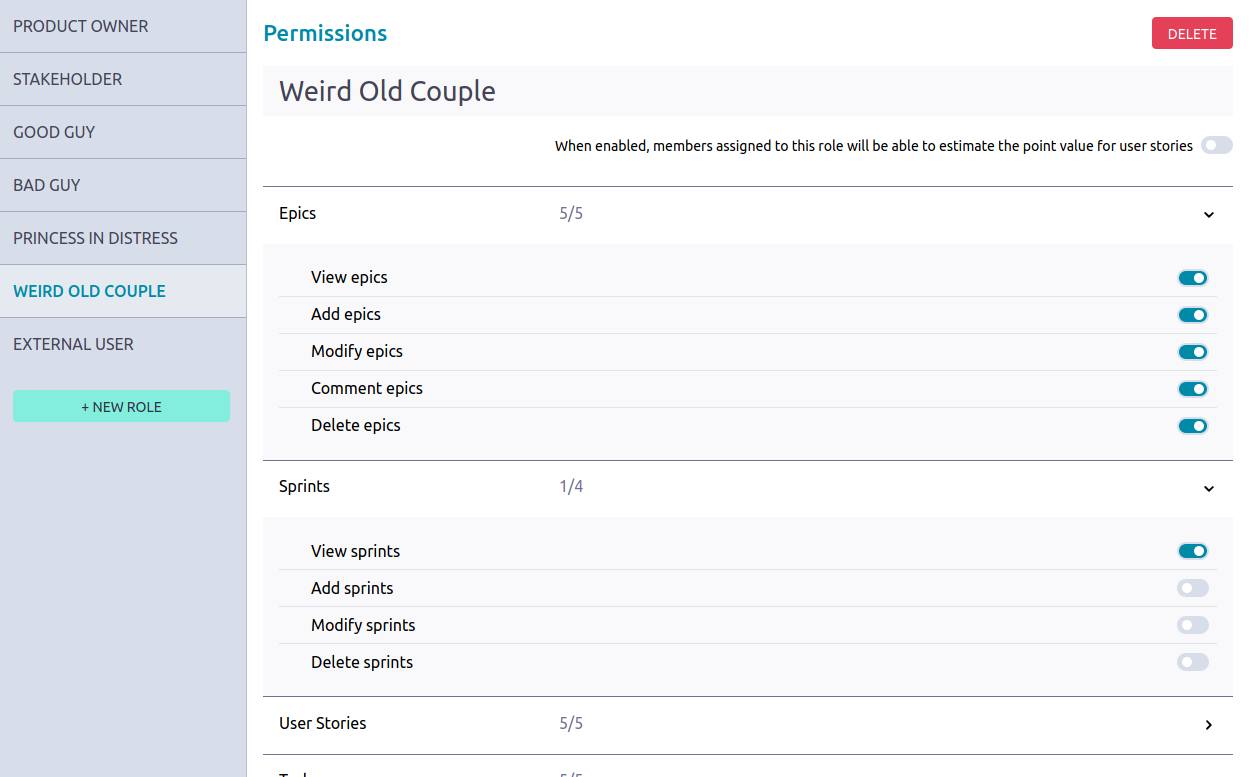 PRODUCT OWNER
STAKEHOLDER
GOOD GUY
BAD GUY
PRINCESS IN DISTRESS
WEIRD OLD COUPLE
EXTERNAL USER
+ NEW ROLE
Permissions
DELETE
Weird Old Couple
When enabled, members assigned to this role will be able to estimate the point value for user stories
Epics 5/5
View epics
Add epics
Modify epics
Comment epics
Delete epics
Sprints 1/4
View sprints
Add sprints
Modify sprints
Delete sprints
User Stories 5/5